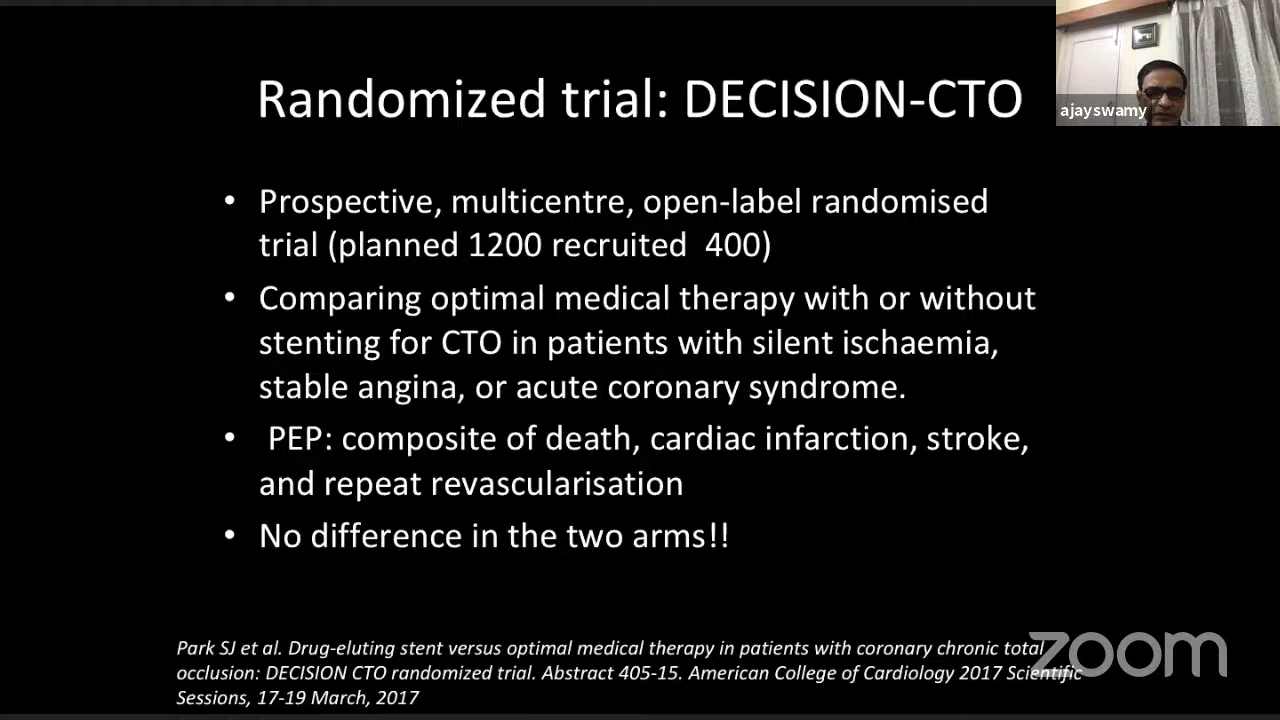 Randomized trial: DECISION-CTO
ajayswamy
• Prospective, multicentre, open-label randomised
trial (planned 1200 recruited 400)
• Comparing optimal medical therapy with or without
stenting for CTO in patients with silent ischaemia,
stable angina, or acute coronary syndrome.
• PEP: composite of death, cardiac infarction, stroke,
and repeat revascularisation
• No difference in the two arms!!
Park SJ et al. Drug-eluting stent versus optimal medical therapy in patients with coronary chronic total
occlusion: DECISION CTO randomized trial. Abstract 405-15. American College of Cardiology 2017 Scientific
Sessions, 17-19 March, 2017
zoom